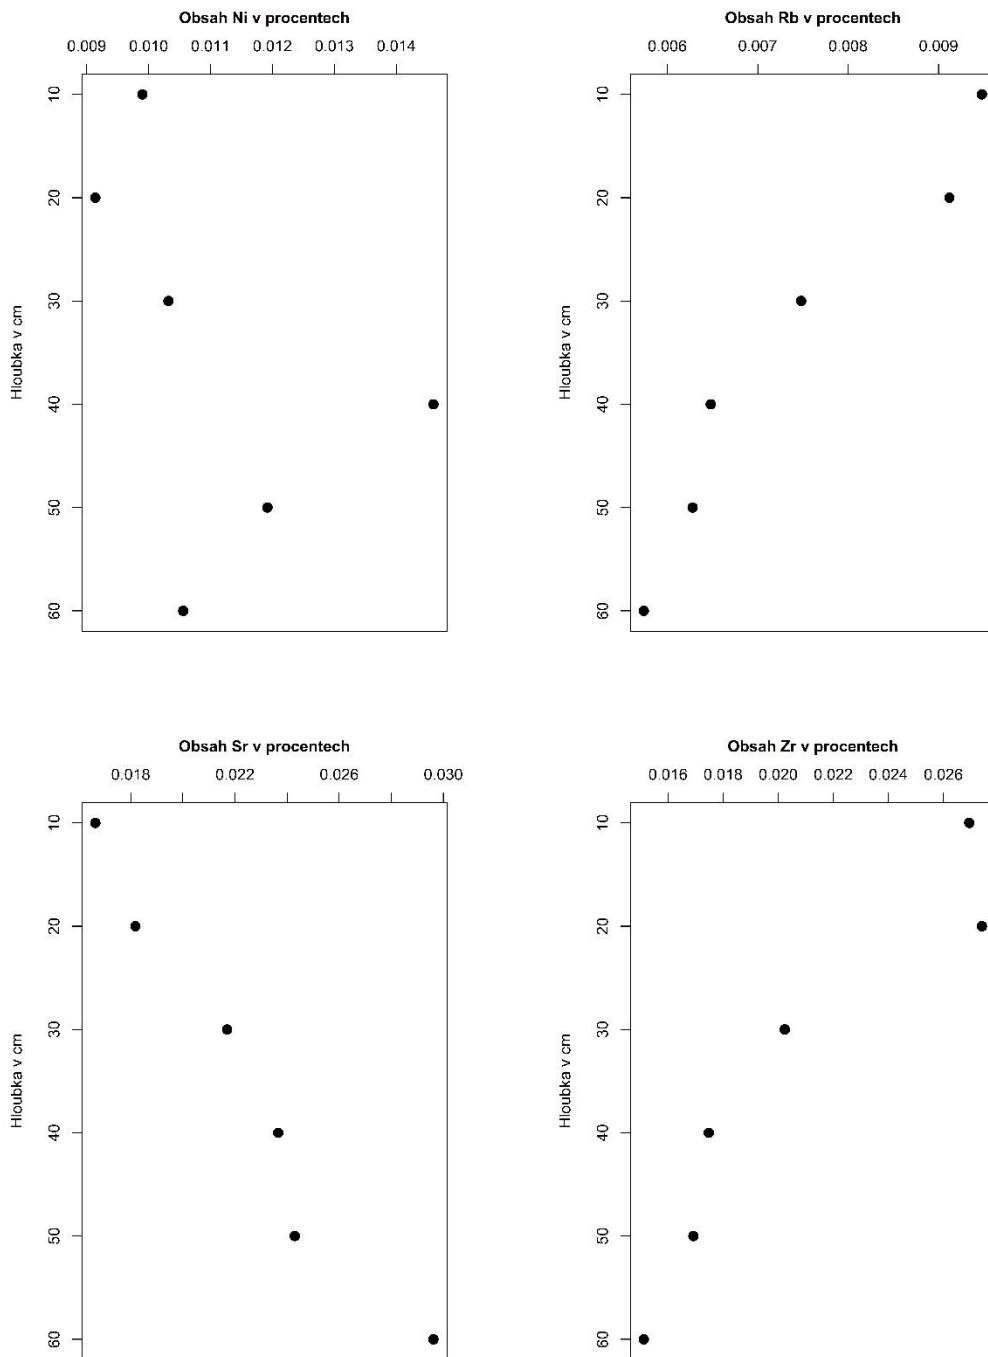 Obsah Ni v procentech
0.009 0.010 0.011 0.012 0.013 0.014
10
20
30
40
50
60
Hloubka v cm
Obsah Rb v procentech
0.006 0.007 0.008 0.009
10
20
30
40
50
60
Hloubka v cm
Obsah Sr v procentech
0.018 0.022 0.026 0.030
10
20
30
40
50
60
Hloubka v cm
Obsah Zr v procentech
0.016 0.018 0.020 0.022 0.024 0.026
10
20
30
40
50
60
Hloubka v cm